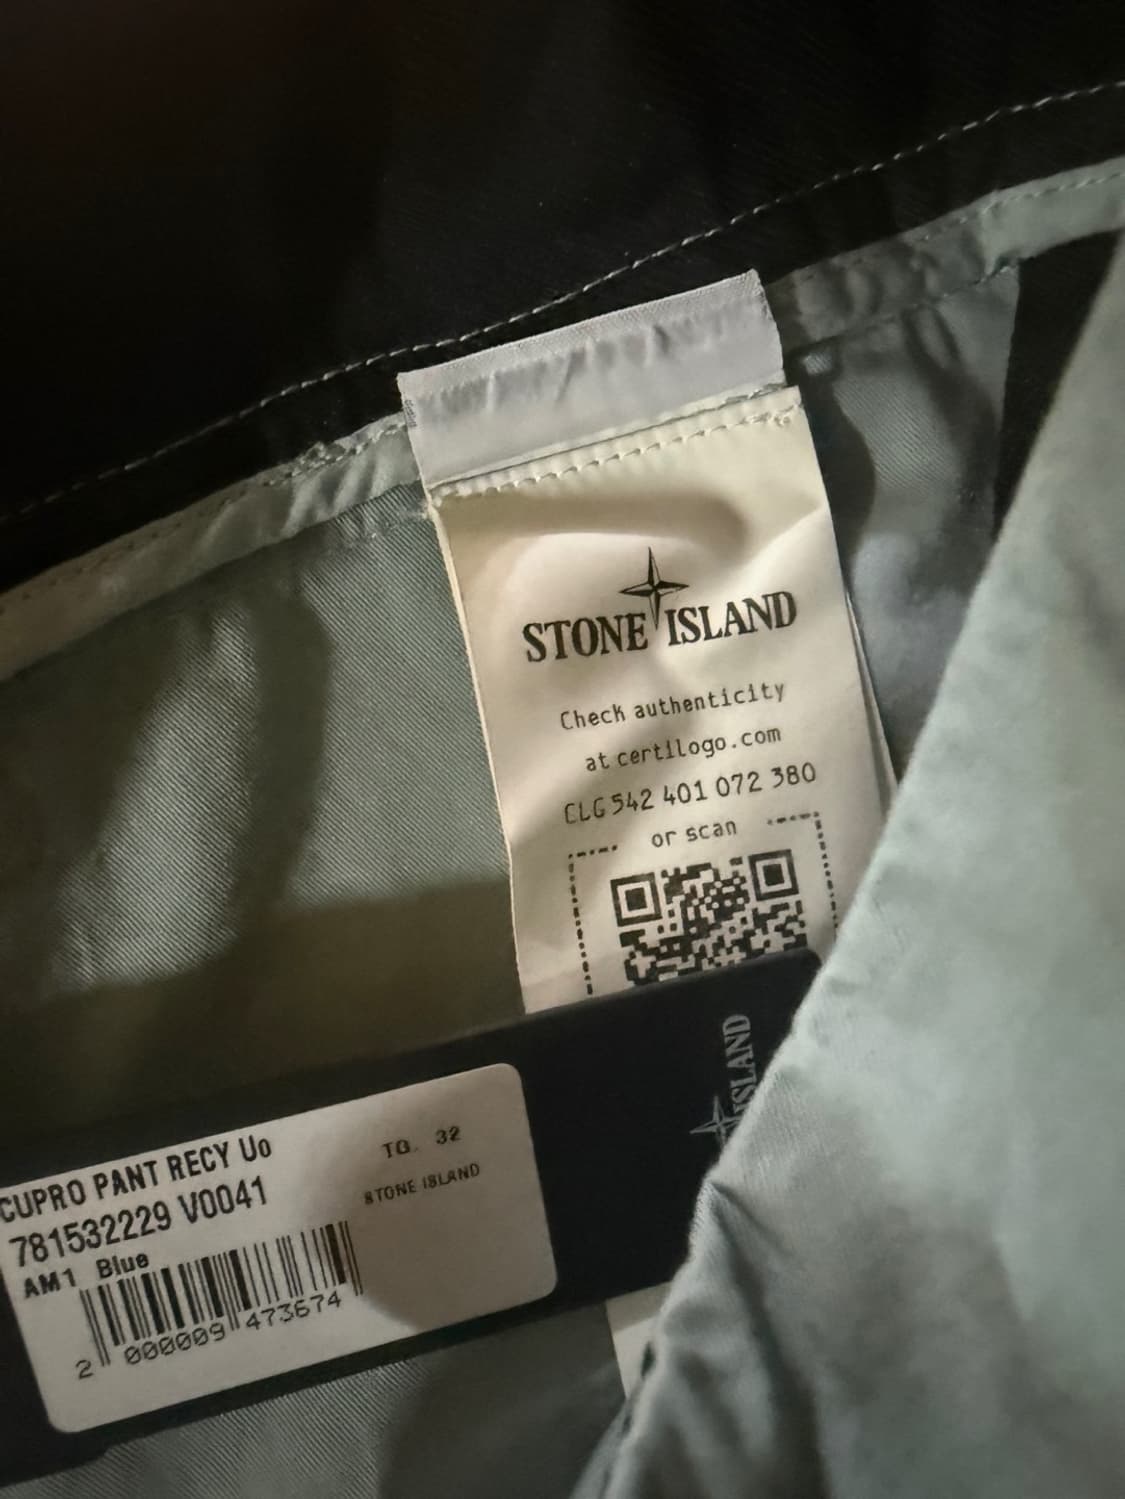 STONE ISLAND
Check authenticity
at certilogo.com
CLG 542 401 072 380
or scan
ISLAND
CUPRO PANT RECY Uo
TG. 32
781532229 V0041
STONE ISLAND
AM1 Blue
2 000009 473674